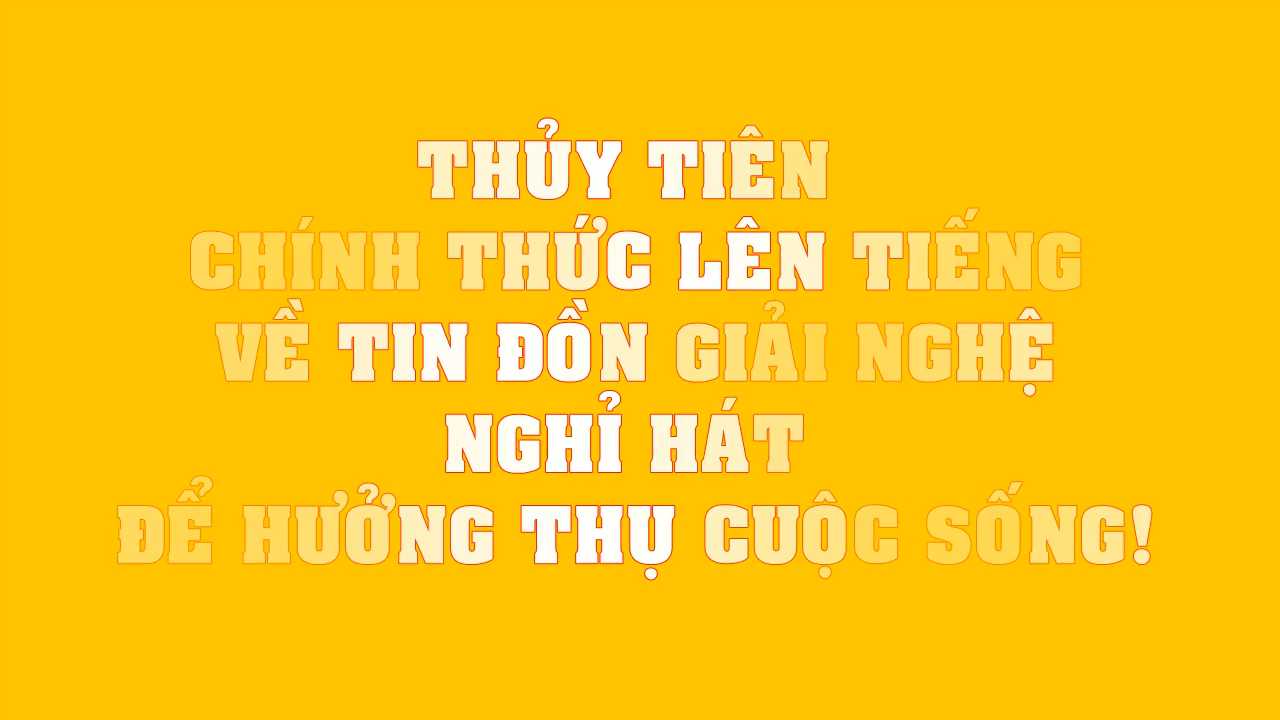 THỦY TIÊN
CHÍNH THỨC LÊN TIẾNG
VỀ TIN ĐỒN GIẢI NGHỆ
NGHỈ HÁT
ĐỂ HƯỞNG THỤ CUỘC SỐNG!